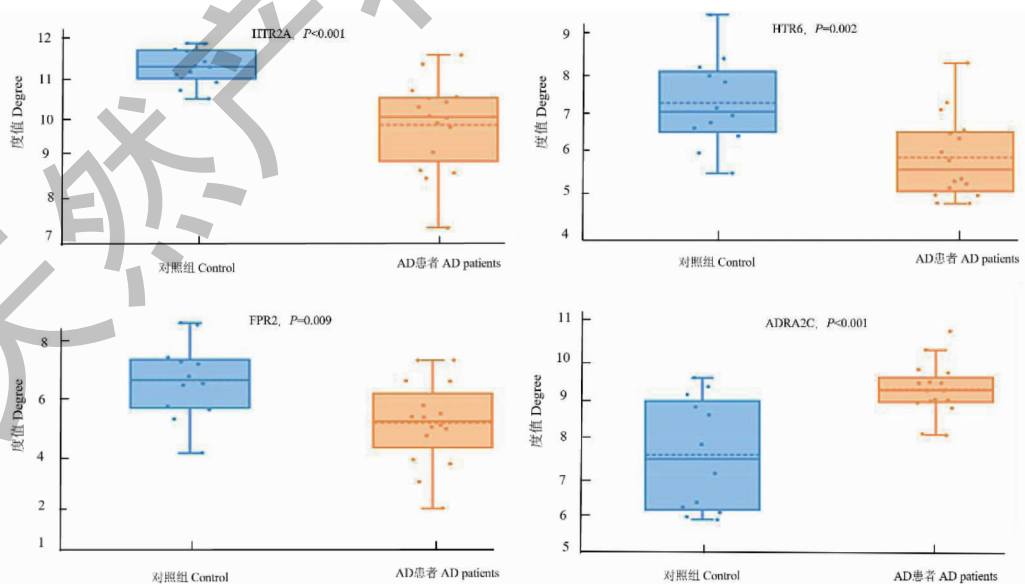 天然产
HTR2A, P<0.001
度值 Degree
12
11
10
9
8
7
对照组 Control
AD患者 AD patients
HTR6, P=0.002
度值 Degree
9
8
7
6
5
4
对照组 Control
AD患者 AD patients
FPR2, P=0.009
度值 Degree
8
6
4
2
1
对照组 Control
AD患者 AD patients
ADRA2C, P<0.001
度值 Degree
11
10
9
8
7
6
5
对照组 Control
AD患者 AD patients